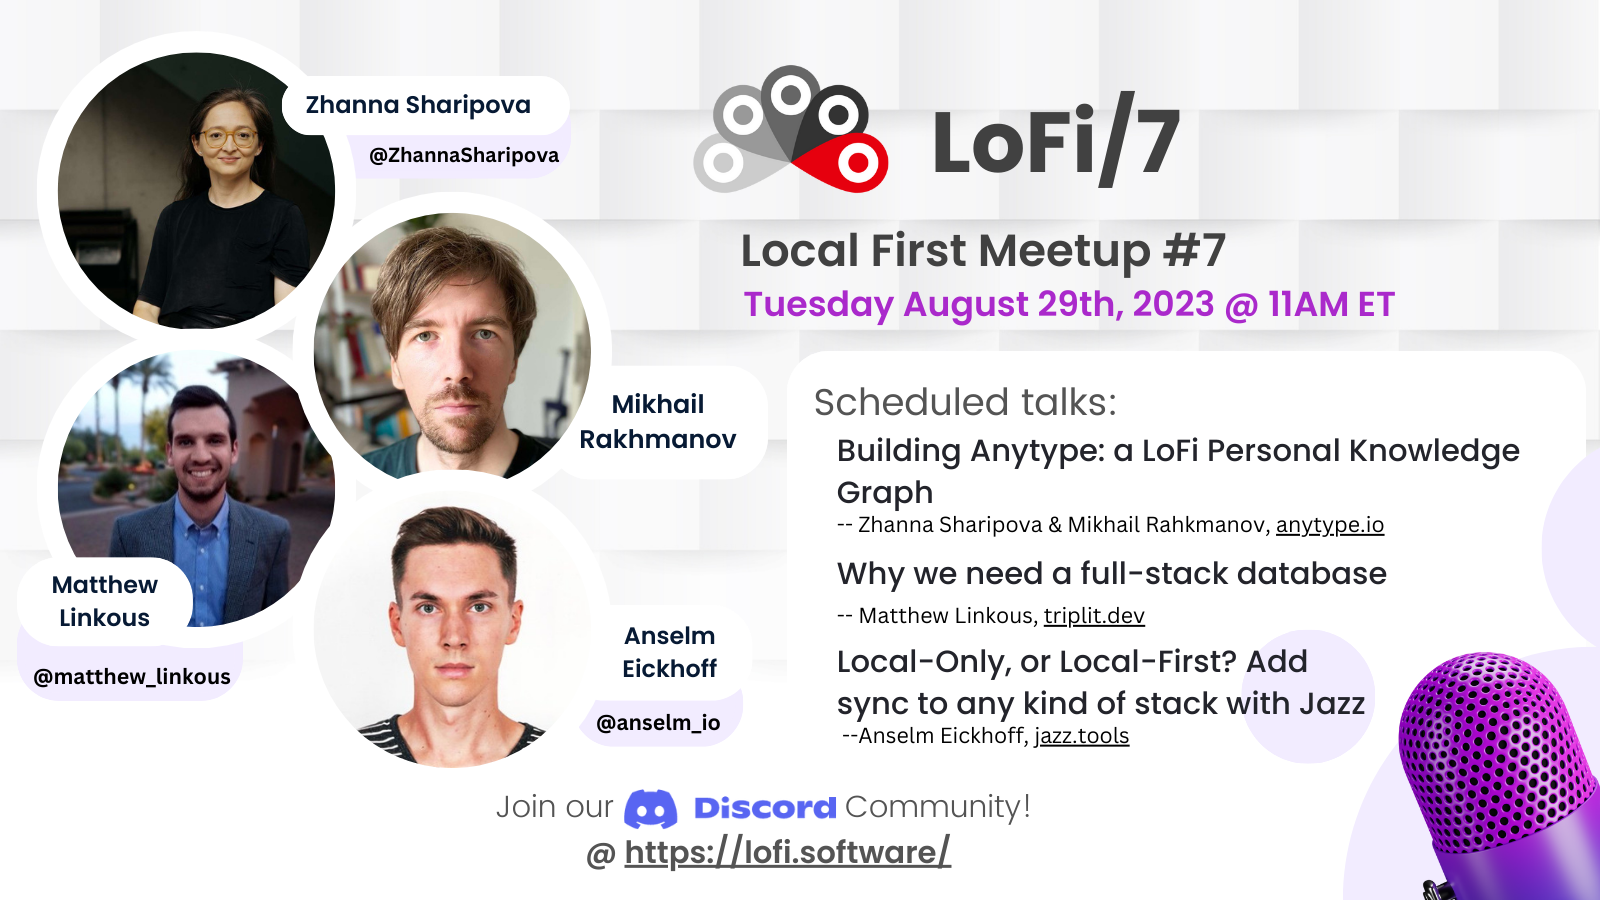 Zhanna Sharipova
@ZhannaSharipova
Mikhail
Rakhmanov
Matthew
Linkous
@matthew_linkous
Anselm
Eickhoff
@anselm_io
LoFi/7
Local First Meetup #7
Tuesday August 29th, 2023 @ 11AM ET
Scheduled talks:
Building Anytype: a LoFi Personal Knowledge
Graph
-- Zhanna Sharipova & Mikhail Rahkmanov, anytype.io
Why we need a full-stack database
-- Matthew Linkous, triplit.dev
Local-Only, or Local-First? Add
sync to any kind of stack with Jazz
--Anselm Eickhoff, jazz.tools
Join our Discord Community!
@ https://lofi.software/